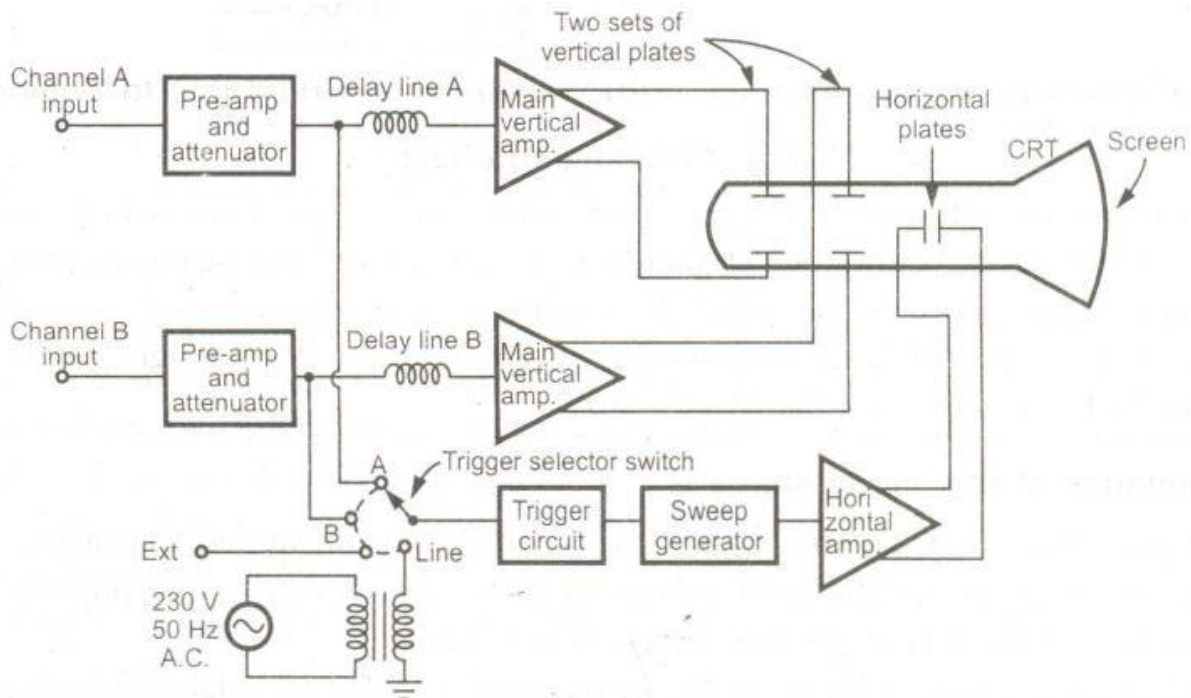 Two sets of
vertical plates
Channel A
input
Pre-amp
and
attenuator
Delay line A
Main
vertical
amp.
Horizontal
plates
CRT
Screen
Channel B
input
Pre-amp
and
attenuator
Delay line B
Main
vertical
amp.
A
Trigger selector switch
B
Ext
Line
Trigger
circuit
Sweep
generator
Hori
zontal
amp.
230 V
50 Hz
A.C.